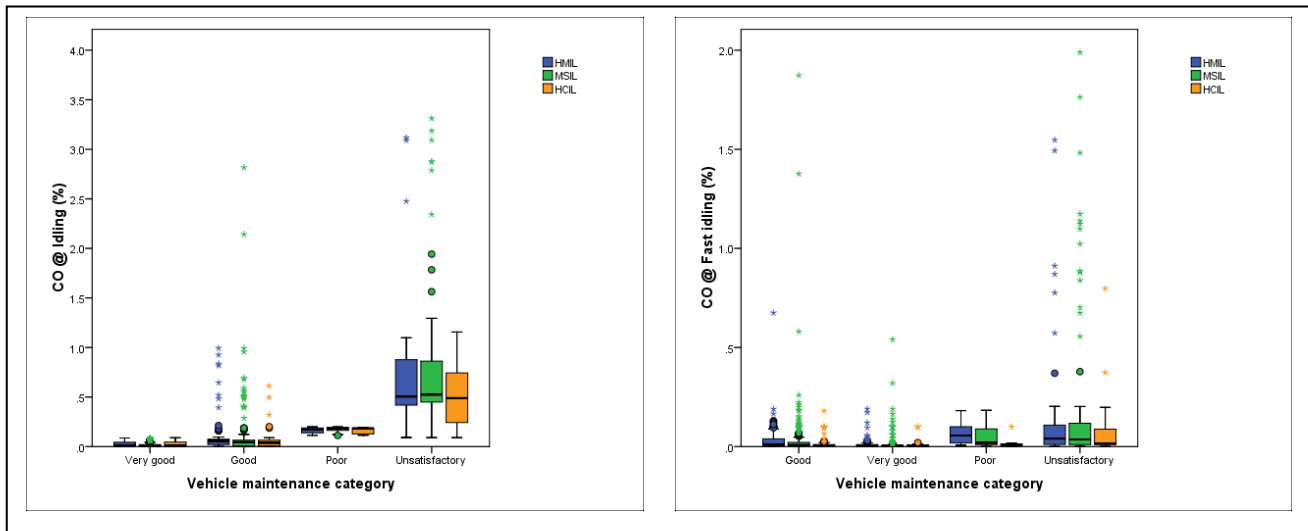 4.0
3.5
3.0
2.5
2.0
1.5
1.0
.5
.0
CO @ Idling (%)
Very good Good Poor Unsatisfactory
Vehicle maintenance category
HMIL
MSIL
HCIL
2.0
1.5
1.0
.5
.0
CO @ Fast idling (%)
Good Very good Poor Unsatisfactory
Vehicle maintenance category
HMIL
MSIL
HCIL